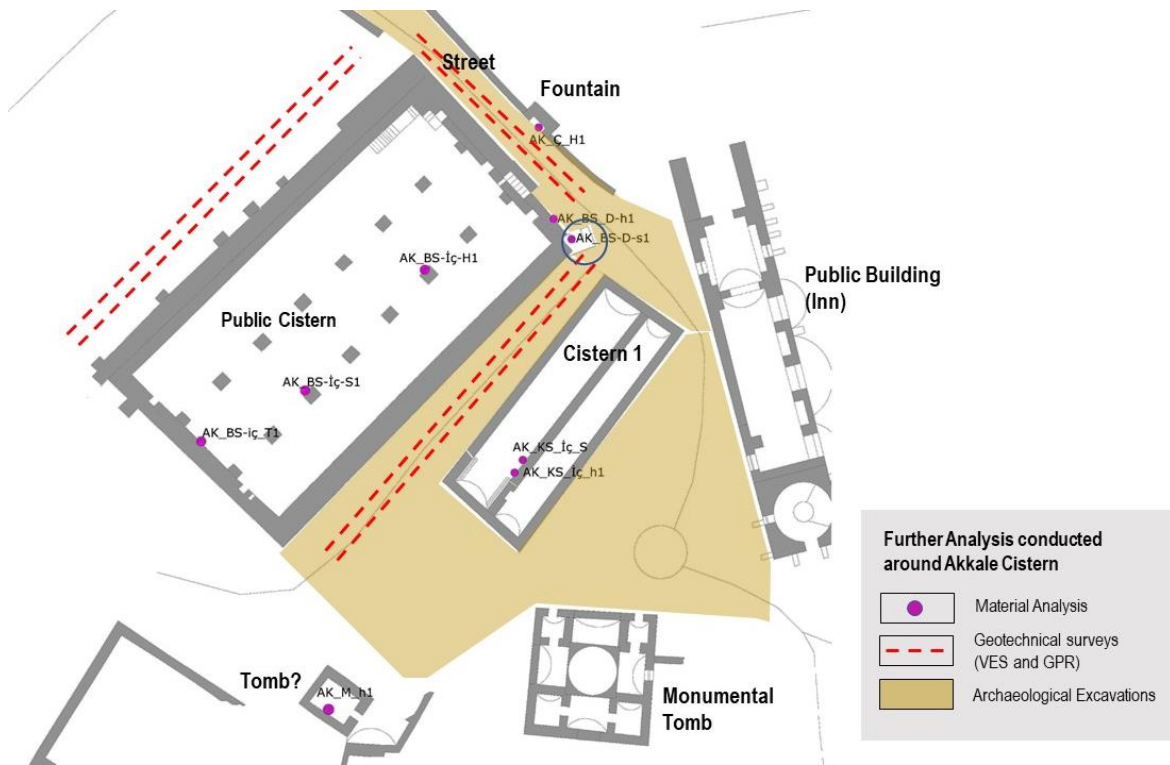 Street
Fountain
AK_Ç_H1
AK_BS_D-h1
AK_BS-D-s1
AK_BS-İç-H1
Public Building
(Inn)
Public Cistern
Cistern 1
AK_BS-İç-S1
AK_BS-iç_T1
AK_KS_İç_S
AK_KS_İç_h1
Tomb?
AK_M_h1
Monumental
Tomb
Further Analysis conducted
around Akkale Cistern
Material Analysis
Geotechnical surveys
(VES and GPR)
Archaeological Excavations